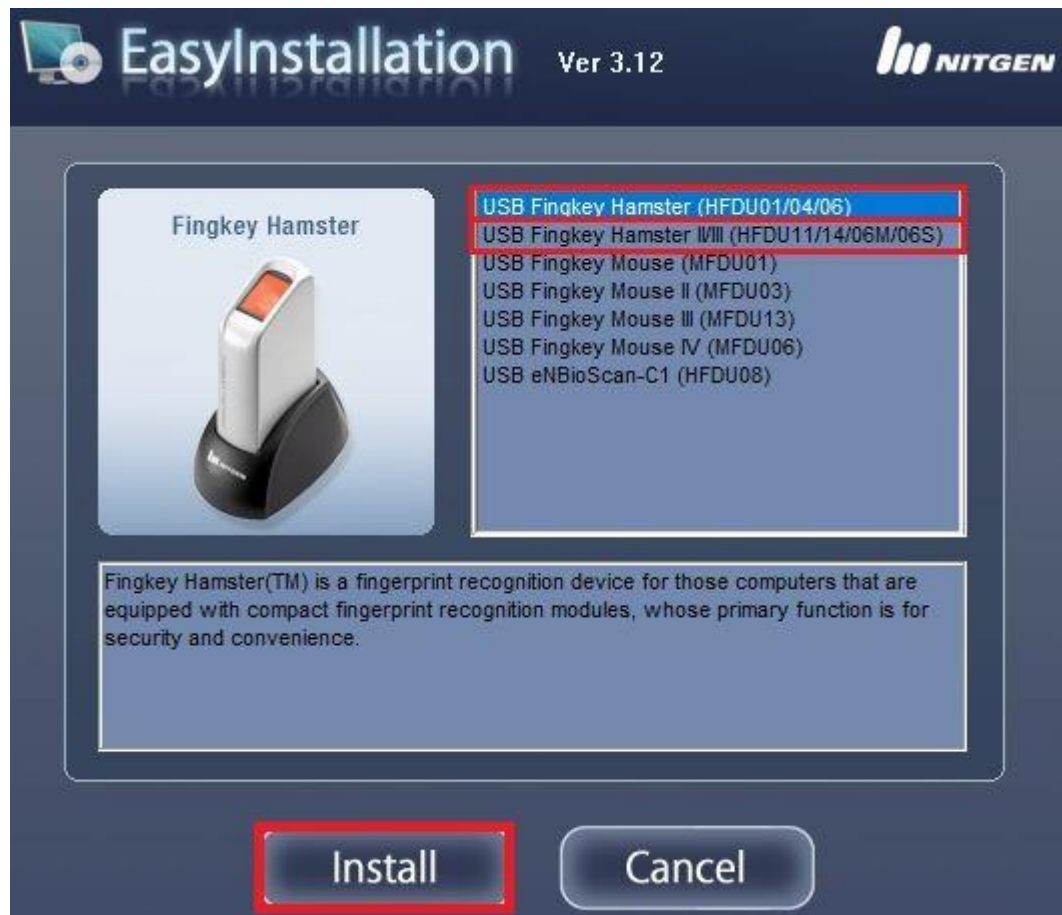 EasyInstallation Ver 3.12 NITGEN
Fingkey Hamster
USB Fingkey Hamster (HFDU01/04/06)
USB Fingkey Hamster II/III (HFDU11/14/06M/06S)
USB Fingkey Mouse (MFDU01)
USB Fingkey Mouse II (MFDU03)
USB Fingkey Mouse III (MFDU13)
USB Fingkey Mouse IV (MFDU06)
USB eNBioScan-C1 (HFDU08)
Fingkey Hamster(TM) is a fingerprint recognition device for those computers that are
equipped with compact fingerprint recognition modules, whose primary function is for
security and convenience.
Install
Cancel